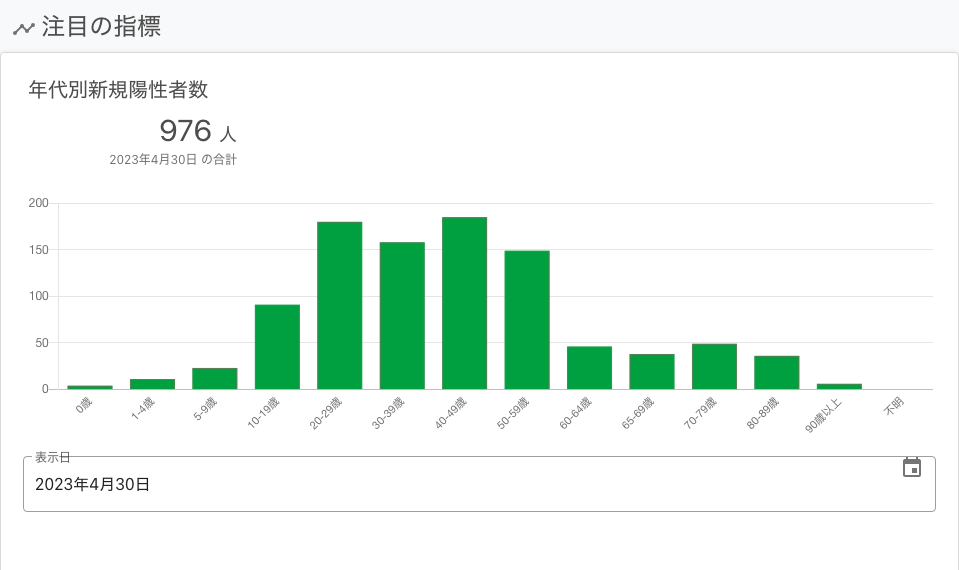 注目の指標
年代別新規陽性者数
976 人
2023年4月30日 の合計
200
150
100
50
0
0歳
1-4歳
5-9歳
10-19歳
20-29歳
30-39歳
40-49歳
50-59歳
60-64歳
65-69歳
70-79歳
80-89歳
90歳以上
不明
表示日
2023年4月30日